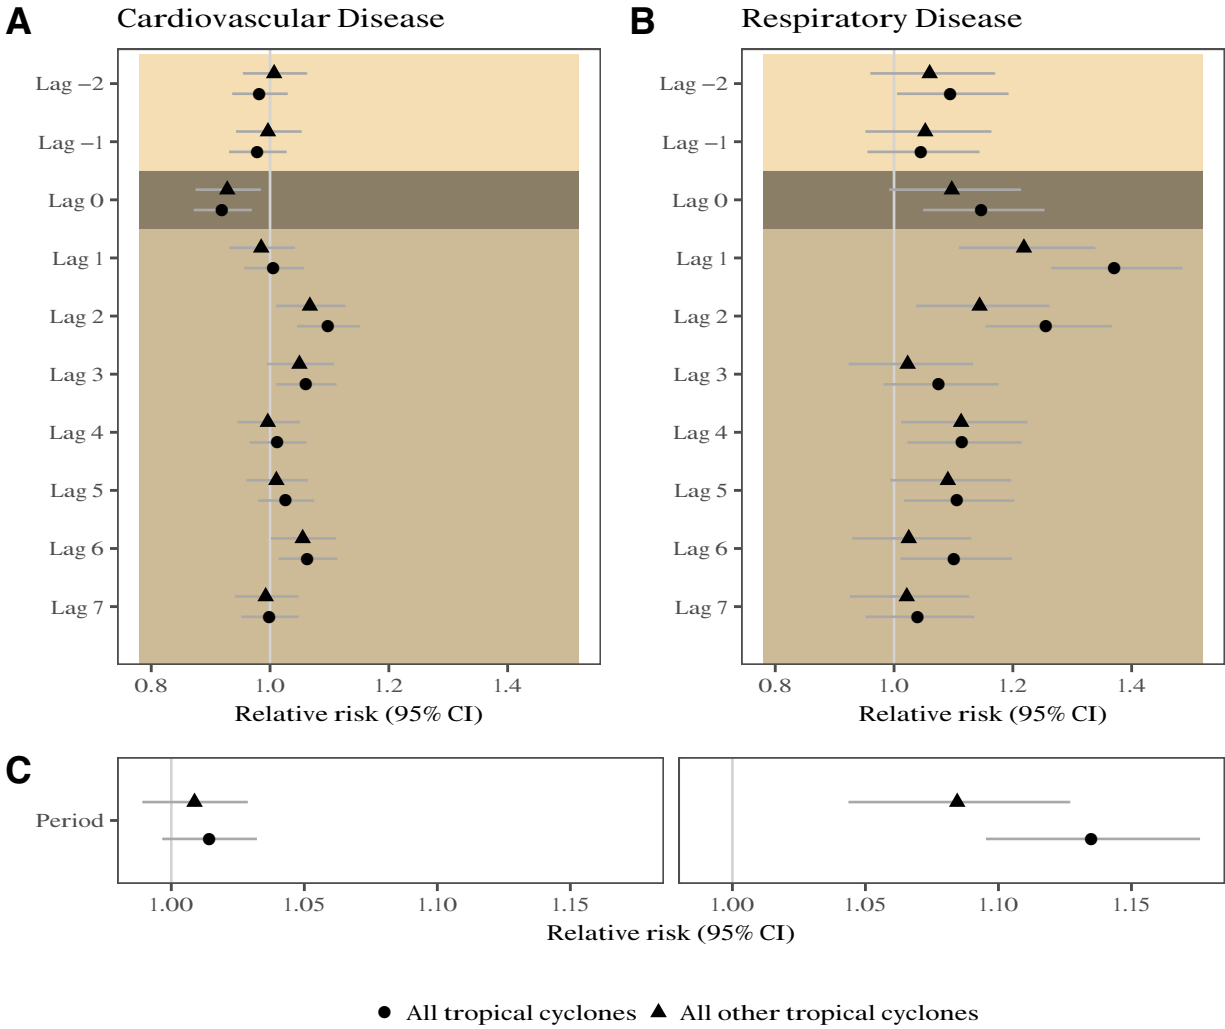 A Cardiovascular Disease
Lag −2
Lag −1
Lag 0
Lag 1
Lag 2
Lag 3
Lag 4
Lag 5
Lag 6
Lag 7
0.8 1.0 1.2 1.4
Relative risk (95% CI)
B Respiratory Disease
Lag −2
Lag −1
Lag 0
Lag 1
Lag 2
Lag 3
Lag 4
Lag 5
Lag 6
Lag 7
0.8 1.0 1.2 1.4
Relative risk (95% CI)
C
Period
1.00 1.05 1.10 1.15
1.00 1.05 1.10 1.15
Relative risk (95% CI)
All tropical cyclones All other tropical cyclones